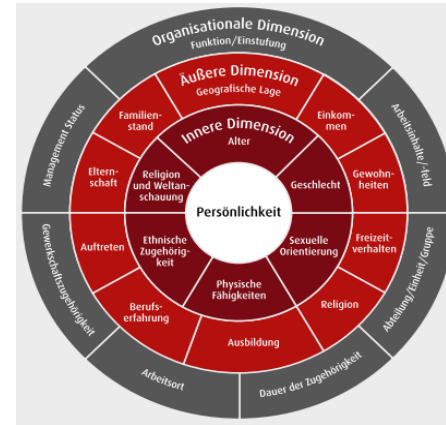 Organisationale Dimension
Funktion/Einstufung
Arbeitsinhalte/-feld
Abteilung/Einheit/Gruppe
Dauer der Zugehörigkeit
Arbeitsort
Gewerkschaftszugehörigkeit
Management Status
Äußere Dimension
Geografische Lage
Einkom-
men
Gewohn-
heiten
Freizeit-
verhalten
Religion
Ausbildung
Berufs-
erfahrung
Auftreten
Eltern-
schaft
Familien-
stand
Innere Dimension
Alter
Geschlecht
Sexuelle
Orientierung
Physische
Fähigkeiten
Ethnische
Zugehörig-
keit
Religion
und Weltan-
schauung
Persönlichkeit